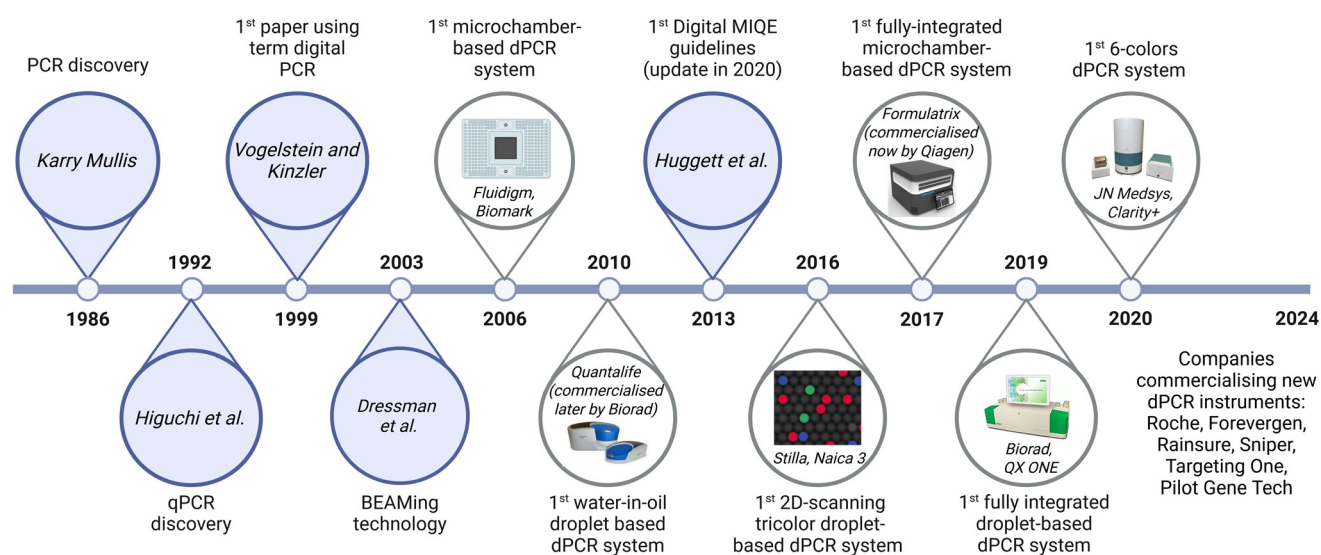 PCR discovery
Karry Mullis
1986
1992
Higuchi et al.
qPCR
discovery
1st paper using
term digital
PCR
Vogelstein and
Kinzler
1999
2003
Dressman
et al.
BEAMing
technology
1st microchamber-
based dPCR
system
Fluidigm,
Biomark
2006
2010
Quantalife
(commercialised
later by Biorad)
1st water-in-oil
droplet based
dPCR system
1st Digital MIQE
guidelines
(update in 2020)
Huggett et al.
2013
2016
Stilla, Naica 3
1st 2D-scanning
tricolor droplet-
based dPCR system
1st fully-integrated
microchamber-
based dPCR system
Formulatrix
(commercialised
now by Qiagen)
2017
2019
Biorad,
QX ONE
1st fully integrated
droplet-based
dPCR system
1st 6-colors
dPCR system
JN Medsys,
Clarity+
2020
2024
Companies
commercialising new
dPCR instruments:
Roche, Forevergen,
Rainsure, Sniper,
Targeting One,
Pilot Gene Tech